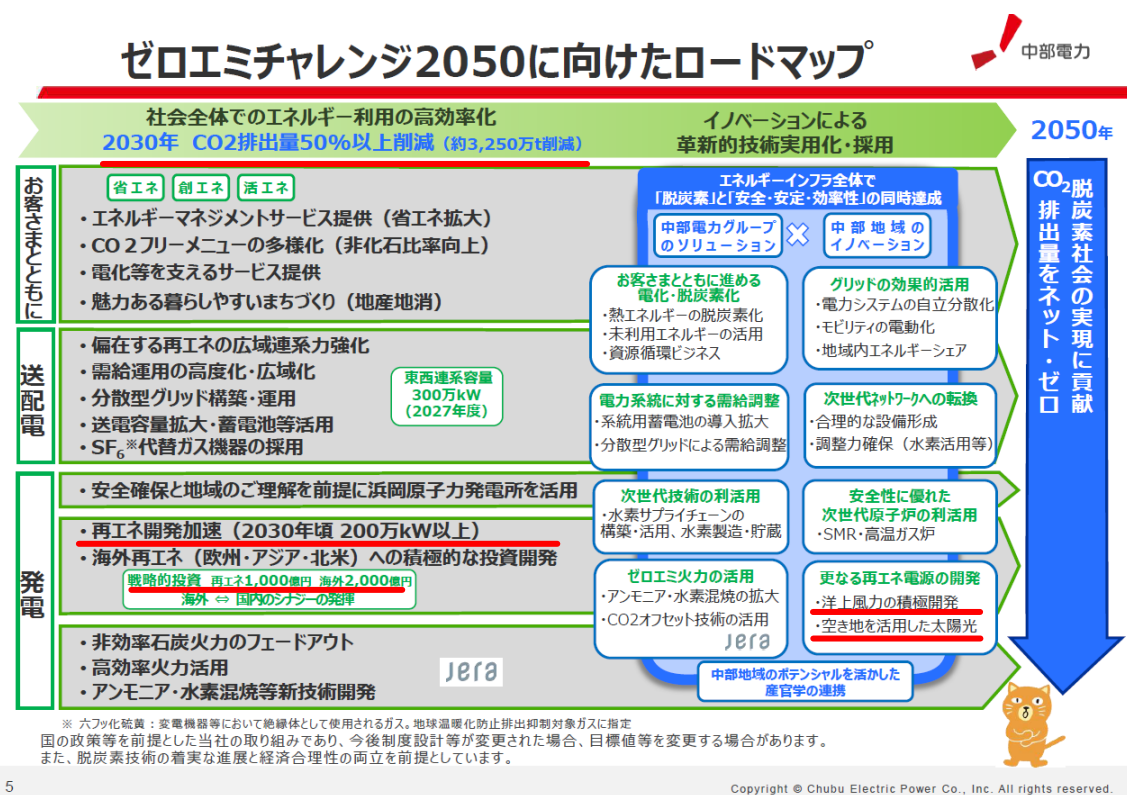 ゼロエミチャレンジ2050に向けたロードマップ
中部電力
社会全体でのエネルギー利用の高効率化
2030年 CO2排出量50%以上削減（約3,250万t削減）
イノベーションによる
革新的技術実用化・採用
2050年
CO2排出量をネット・ゼロ
脱炭素社会の実現に貢献
お客さまとともに
省エネ 創エネ 活エネ
・エネルギーマネジメントサービス提供（省エネ拡大）
・CO２フリーメニューの多様化（非化石比率向上）
・電化等を支えるサービス提供
・魅力ある暮らしやすいまちづくり（地産地消）
送配電
・偏在する再エネの広域連系力強化
・需給運用の高度化・広域化
・分散型グリッド構築・運用
・送電容量拡大・蓄電池等活用
・SF6※代替ガス機器の採用
東西連系容量
300万kW
（2027年度）
発電
・安全確保と地域のご理解を前提に浜岡原子力発電所を活用
・再エネ開発加速（2030年頃 200万kW以上）
・海外再エネ（欧州・アジア・北米）への積極的な投資開発
戦略的投資 再エネ1,000億円 海外2,000億円
海外 ⇔ 国内のシナジーの発揮
・非効率石炭火力のフェードアウト
・高効率火力活用
・アンモニア・水素混焼等新技術開発
jera
エネルギーインフラ全体で
「脱炭素」と「安全・安定・効率性」の同時達成
中部電力グループ
のソリューション
中部地域の
イノベーション
お客さまとともに進める
電化・脱炭素化
・熱エネルギーの脱炭素化
・未利用エネルギーの活用
・資源循環ビジネス
グリッドの効果的活用
・電力システムの自立分散化
・モビリティの電動化
・地域内エネルギーシェア
電力系統に対する需給調整
・系統用蓄電池の導入拡大
・分散型グリッドによる需給調整
次世代ネットワークへの転換
・合理的な設備形成
・調整力確保（水素活用等）
次世代技術の利活用
・水素サプライチェーンの
構築・活用、水素製造・貯蔵
安全性に優れた
次世代原子炉の利活用
・SMR・高温ガス炉
ゼロエミ火力の活用
・アンモニア・水素混焼の拡大
・CO2オフセット技術の活用
jera
更なる再エネ電源の開発
・洋上風力の積極開発
・空き地を活用した太陽光
中部地域のポテンシャルを活かした
産官学の連携
※ 六フッ化硫黄：変電機器等において絶縁体として使用されるガス。地球温暖化防止排出抑制対象ガスに指定
国の政策等を前提とした当社の取り組みであり、今後制度設計等が変更された場合、目標値等を変更する場合があります。
また、脱炭素技術の着実な進展と経済合理性の両立を前提としています。
5
Copyright © Chubu Electric Power Co., Inc. All rights reserved.